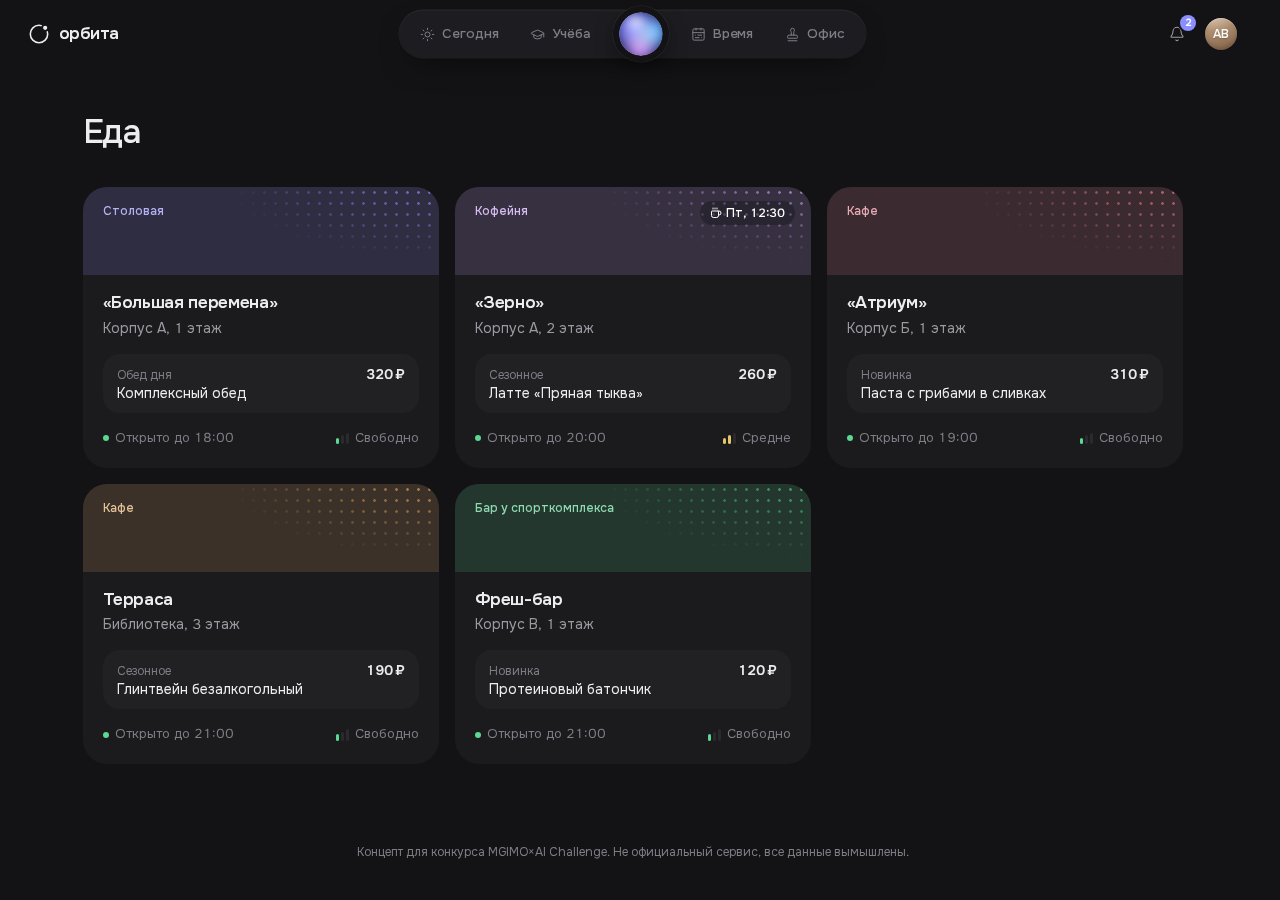 орбита
Сегодня
Учёба
Время
Офис
2
АВ
Еда
Столовая
«Большая перемена»
Корпус А, 1 этаж
Обед дня
320 ₽
Комплексный обед
Открыто до 18:00
Свободно
Кофейня
Пт, 12:30
«Зерно»
Корпус А, 2 этаж
Сезонное
260 ₽
Латте «Пряная тыква»
Открыто до 20:00
Средне
Кафе
«Атриум»
Корпус Б, 1 этаж
Новинка
310 ₽
Паста с грибами в сливках
Открыто до 19:00
Свободно
Кафе
Терраса
Библиотека, 3 этаж
Сезонное
190 ₽
Глинтвейн безалкогольный
Открыто до 21:00
Свободно
Бар у спорткомплекса
Фреш-бар
Корпус В, 1 этаж
Новинка
120 ₽
Протеиновый батончик
Открыто до 21:00
Свободно
Концепт для конкурса MGIMO×AI Challenge. Не официальный сервис, все данные вымышлены.